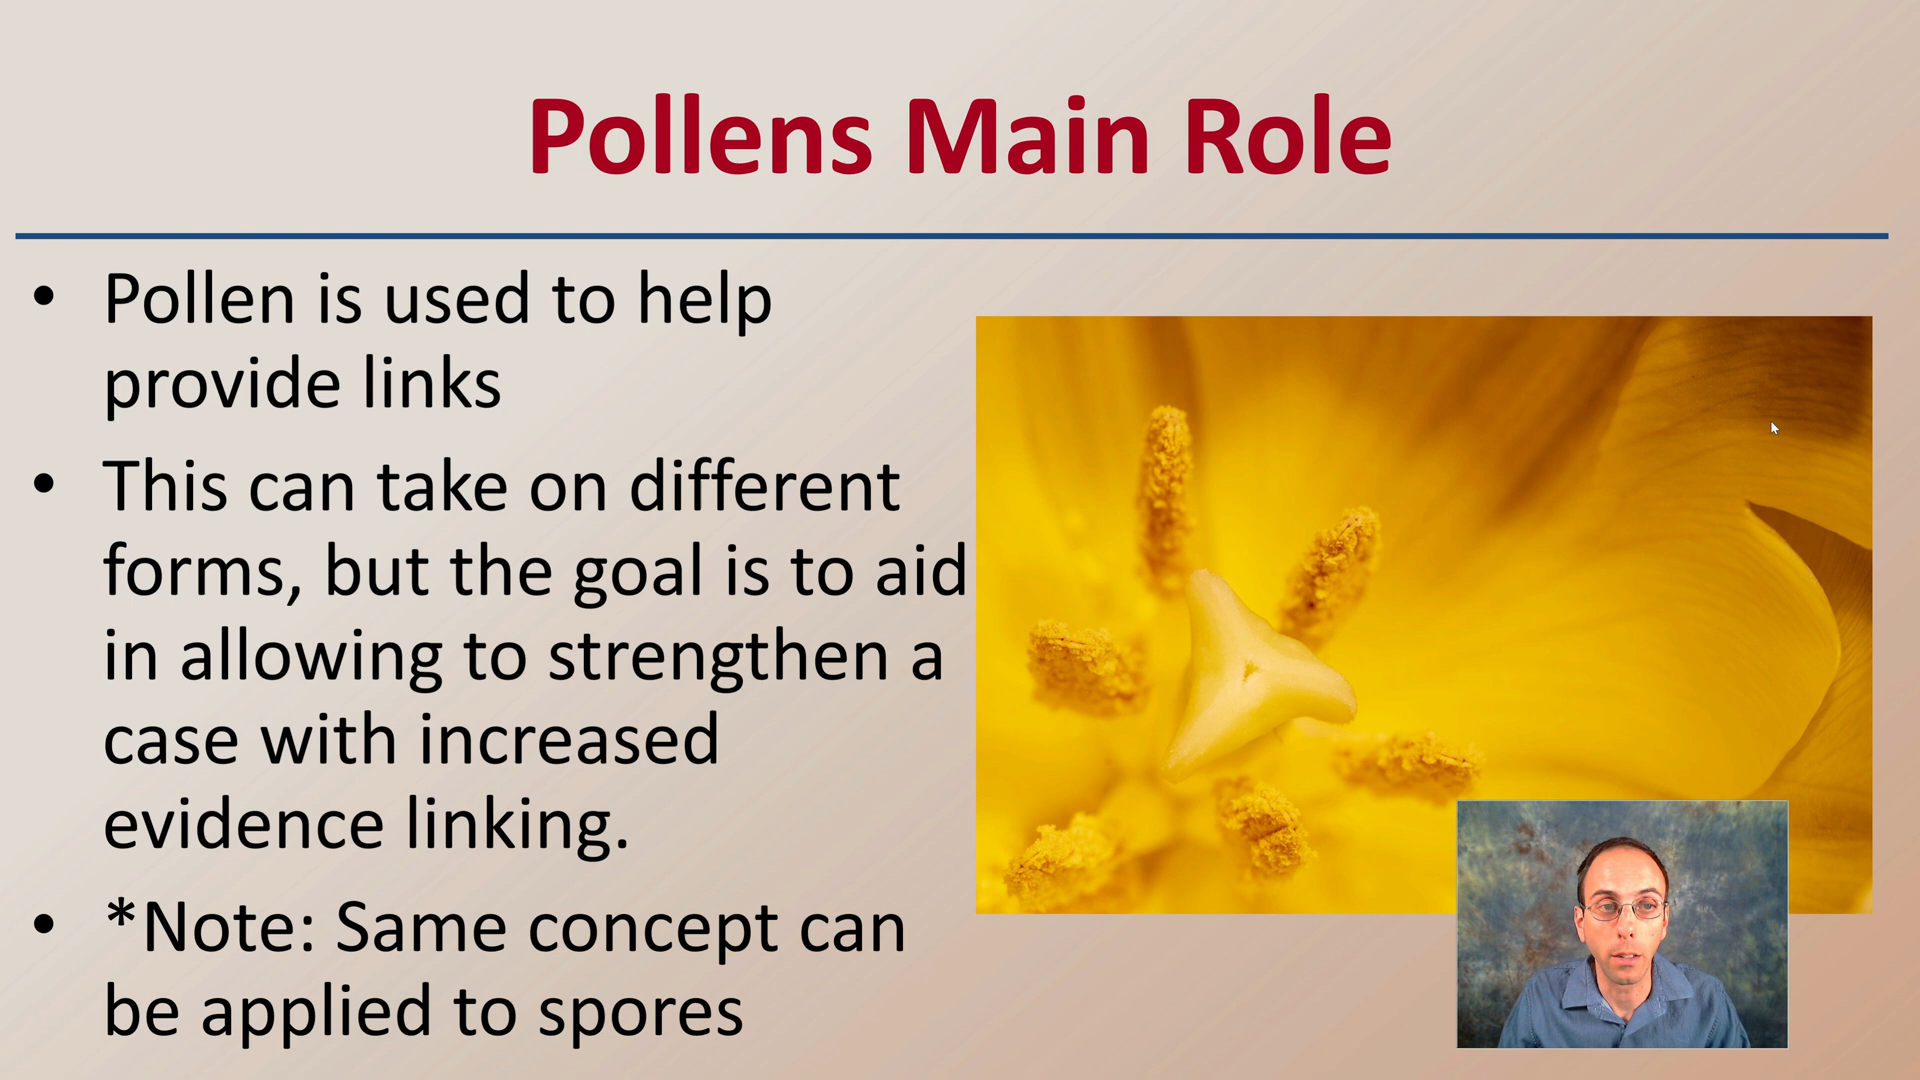 Pollens Main Role
• Pollen is used to help
provide links
• This can take on different
forms, but the goal is to aid
in allowing to strengthen a
case with increased
evidence linking.
• *Note: Same concept can
be applied to spores